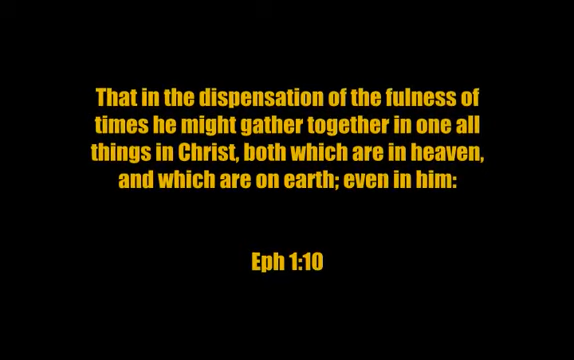 That in the dispensation of the fulness of
times he might gather together in one all
things in Christ, both which are in heaven,
and which are on earth; even in him:
Eph 1:10